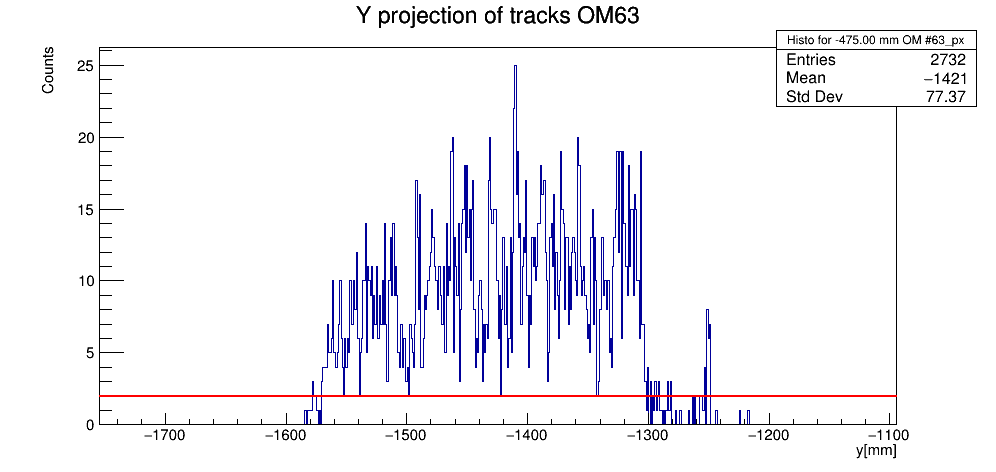 Y projection of tracks OM63
Histo for -475.00 mm OM #63_px
Entries 2732
Mean −1421
Std Dev 77.37
Counts
25
20
15
10
5
0
−1700 −1600 −1500 −1400 −1300 −1200 −1100
y[mm]